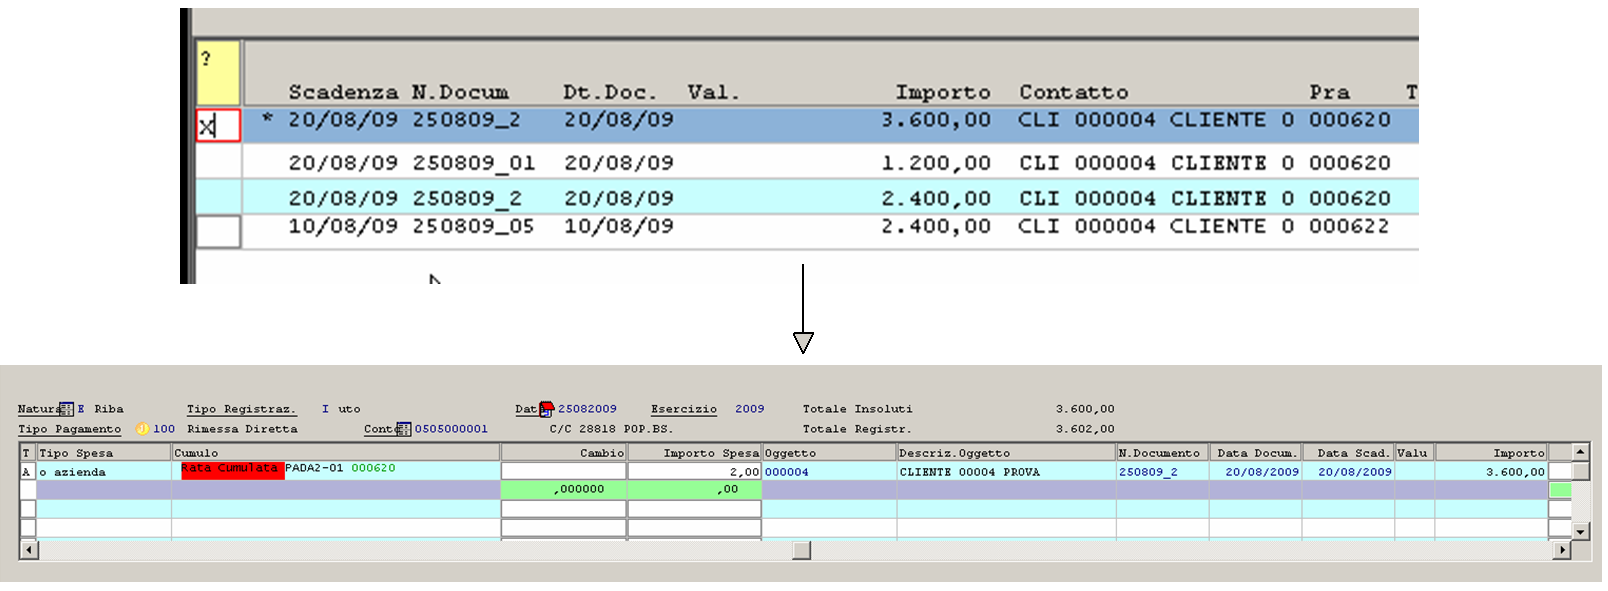 ?
Scadenza N.Docum Dt.Doc. Val. Importo Contatto Pra T
x * 20/08/09 250809_2 20/08/09 3.600,00 CLI 000004 CLIENTE 0 000620
20/08/09 250809_01 20/08/09 1.200,00 CLI 000004 CLIENTE 0 000620
20/08/09 250809_2 20/08/09 2.400,00 CLI 000004 CLIENTE 0 000620
10/08/09 250809_05 10/08/09 2.400,00 CLI 000004 CLIENTE 0 000622
Natura E Riba Tipo Registraz. I uto Data 25082009 Esercizio 2009 Totale Insoluti 3.600,00
Tipo Pagamento 100 Rimessa Diretta Conto 0505000001 C/C 28818 POP.BS. Totale Registr. 3.602,00
T Tipo Spesa Cumulo Cambio Importo Spesa Oggetto Descriz.Oggetto N.Documento Data Docum. Data Scad. Valu Importo
A o azienda Rata Cumulata PADA2-01 000620 2,00 000004 CLIENTE 00004 PROVA 250809_2 20/08/2009 20/08/2009 3.600,00
,000000 ,00